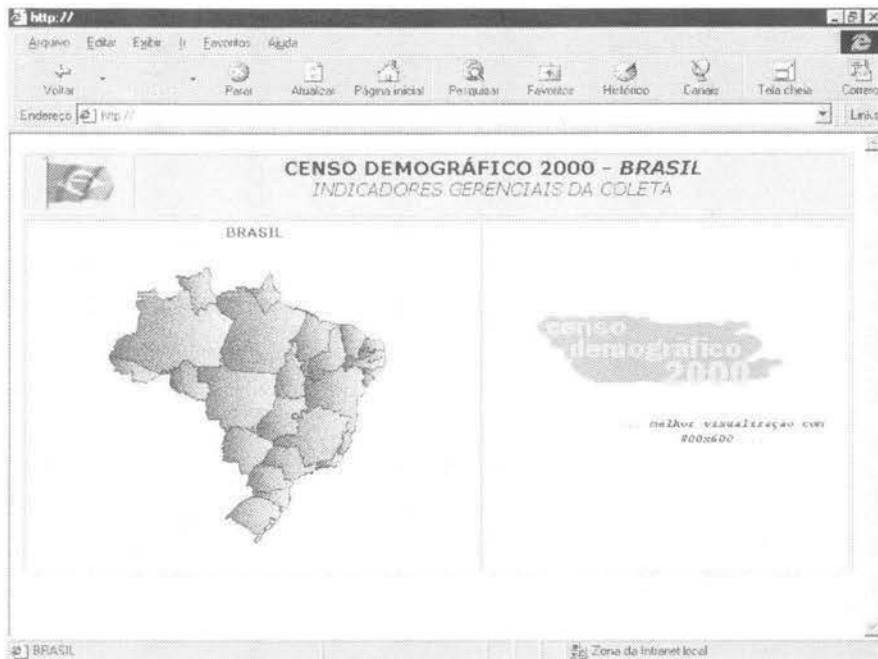 http://
Arquivo Editar Exibir Ir Favoritos Ajuda
Voltar Parar Atualizar Página inicial Pesquisar Favoritos Histórico Canais Tela cheia Correio
Endereço http:// Links
CENSO DEMOGRÁFICO 2000 - BRASIL
INDICADORES GERENCIAIS DA COLETA
BRASIL
censo
demográfico
2000
... melhor visualização com
800x600 ...
BRASIL Zona da Intranet local